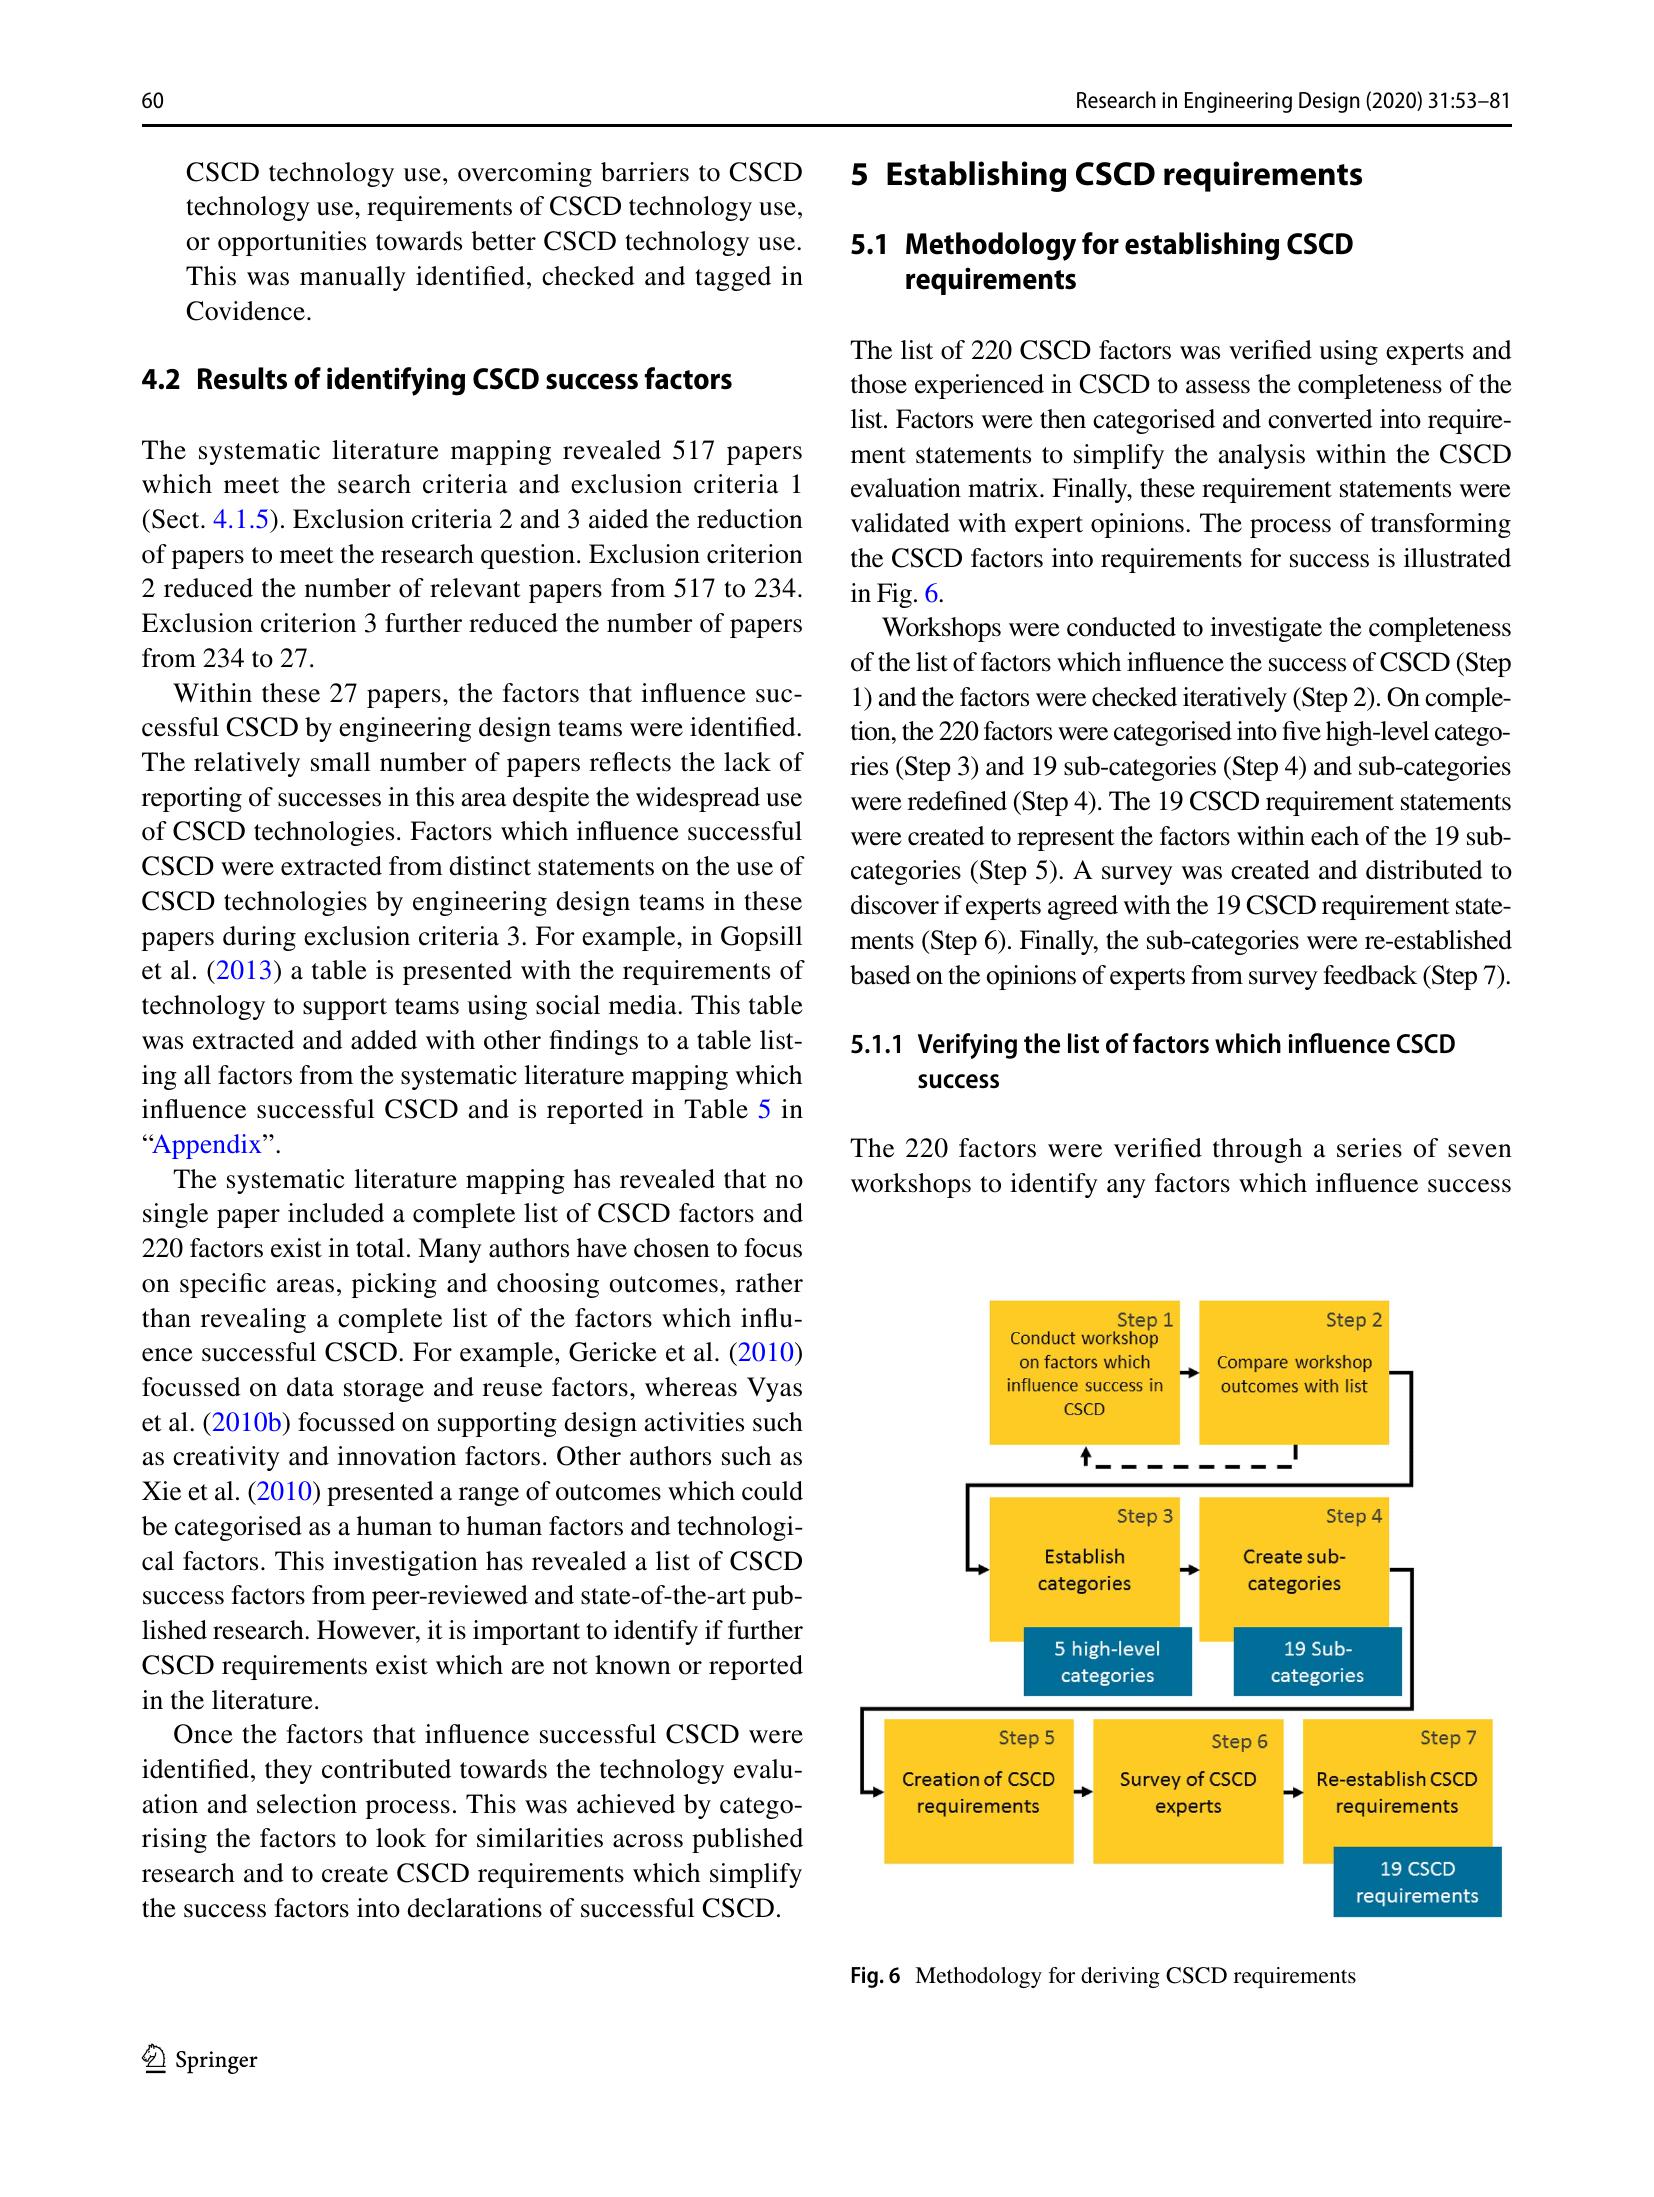 60
Research in Engineering Design (2020) 31:53–81
CSCD technology use, overcoming barriers to CSCD
technology use, requirements of CSCD technology use,
or opportunities towards better CSCD technology use.
This was manually identified, checked and tagged in
Covidence.
4.2 Results of identifying CSCD success factors
The systematic literature mapping revealed 517 papers
which meet the search criteria and exclusion criteria 1
(Sect. 4.1.5). Exclusion criteria 2 and 3 aided the reduction
of papers to meet the research question. Exclusion criterion
2 reduced the number of relevant papers from 517 to 234.
Exclusion criterion 3 further reduced the number of papers
from 234 to 27.
Within these 27 papers, the factors that influence suc-
cessful CSCD by engineering design teams were identified.
The relatively small number of papers reflects the lack of
reporting of successes in this area despite the widespread use
of CSCD technologies. Factors which influence successful
CSCD were extracted from distinct statements on the use of
CSCD technologies by engineering design teams in these
papers during exclusion criteria 3. For example, in Gopsill
et al. (2013) a table is presented with the requirements of
technology to support teams using social media. This table
was extracted and added with other findings to a table list-
ing all factors from the systematic literature mapping which
influence successful CSCD and is reported in Table 5 in
“Appendix”.
The systematic literature mapping has revealed that no
single paper included a complete list of CSCD factors and
220 factors exist in total. Many authors have chosen to focus
on specific areas, picking and choosing outcomes, rather
than revealing a complete list of the factors which influ-
ence successful CSCD. For example, Gericke et al. (2010)
focussed on data storage and reuse factors, whereas Vyas
et al. (2010b) focussed on supporting design activities such
as creativity and innovation factors. Other authors such as
Xie et al. (2010) presented a range of outcomes which could
be categorised as a human to human factors and technologi-
cal factors. This investigation has revealed a list of CSCD
success factors from peer-reviewed and state-of-the-art pub-
lished research. However, it is important to identify if further
CSCD requirements exist which are not known or reported
in the literature.
Once the factors that influence successful CSCD were
identified, they contributed towards the technology evalu-
ation and selection process. This was achieved by catego-
rising the factors to look for similarities across published
research and to create CSCD requirements which simplify
the success factors into declarations of successful CSCD.
5 Establishing CSCD requirements
5.1 Methodology for establishing CSCD
requirements
The list of 220 CSCD factors was verified using experts and
those experienced in CSCD to assess the completeness of the
list. Factors were then categorised and converted into require-
ment statements to simplify the analysis within the CSCD
evaluation matrix. Finally, these requirement statements were
validated with expert opinions. The process of transforming
the CSCD factors into requirements for success is illustrated
in Fig. 6.
Workshops were conducted to investigate the completeness
of the list of factors which influence the success of CSCD (Step
1) and the factors were checked iteratively (Step 2). On comple-
tion, the 220 factors were categorised into five high-level catego-
ries (Step 3) and 19 sub-categories (Step 4) and sub-categories
were redefined (Step 4). The 19 CSCD requirement statements
were created to represent the factors within each of the 19 sub-
categories (Step 5). A survey was created and distributed to
discover if experts agreed with the 19 CSCD requirement state-
ments (Step 6). Finally, the sub-categories were re-established
based on the opinions of experts from survey feedback (Step 7).
5.1.1 Verifying the list of factors which influence CSCD
success
The 220 factors were verified through a series of seven
workshops to identify any factors which influence success
Step 1
Conduct workshop
on factors which
influence success in
CSCD
Step 2
Compare workshop
outcomes with list
Step 3
Establish
categories
5 high-level
categories
Step 4
Create sub-
categories
19 Sub-
categories
Step 5
Creation of CSCD
requirements
Step 6
Survey of CSCD
experts
Step 7
Re-establish CSCD
requirements
19 CSCD
requirements
Fig. 6 Methodology for deriving CSCD requirements
Springer